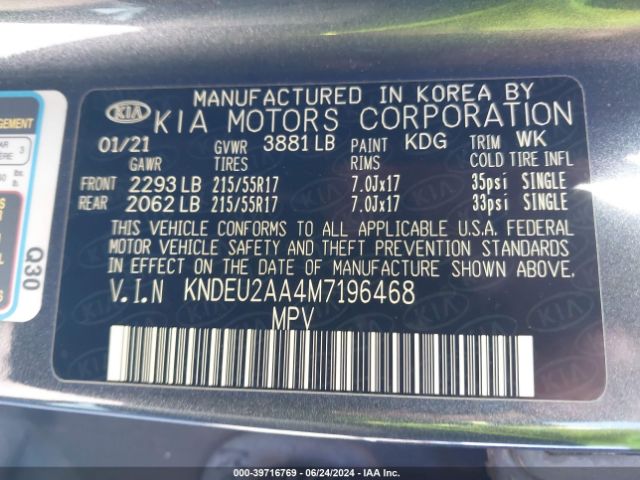 MANUFACTURED IN KOREA BY
KIA KIA MOTORS CORPORATION
01/21 GVWR 3881 LB PAINT KDG TRIM WK
GAWR TIRES RIMS COLD TIRE INFL
FRONT 2293 LB 215/55R17 7.0Jx17 35psi SINGLE
REAR 2062 LB 215/55R17 7.0Jx17 33psi SINGLE
THIS VEHICLE CONFORMS TO ALL APPLICABLE U.S.A. FEDERAL
MOTOR VEHICLE SAFETY AND THEFT PREVENTION STANDARDS
IN EFFECT ON THE DATE OF MANUFACTURE SHOWN ABOVE.
V.I.N KNDEU2AA4M7196468
MPV
Q30
000-39716769 - 06/24/2024 - IAA Inc.